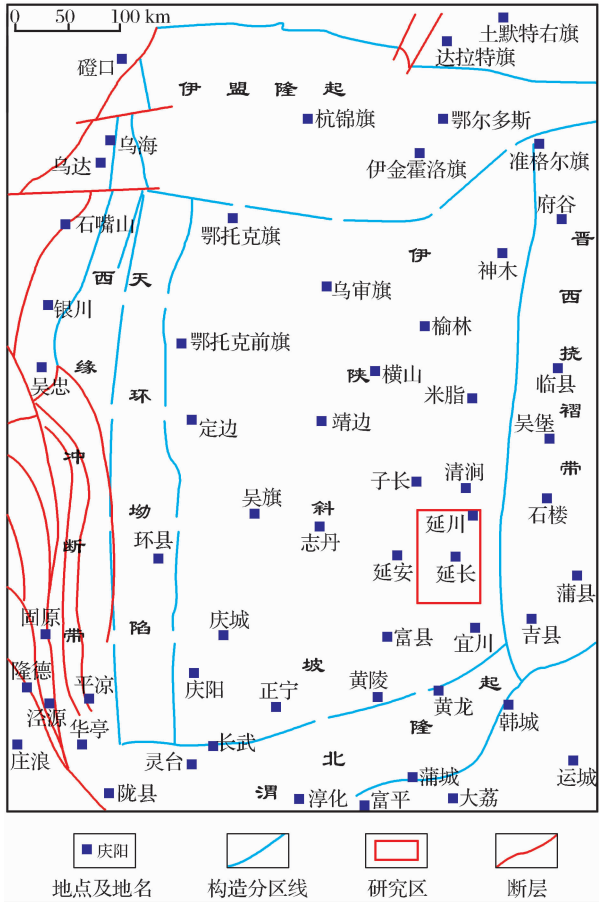 0 50 100 km
土默特右旗
达拉特旗
磴口
伊盟隆起
杭锦旗
鄂尔多斯
乌海
乌达
伊金霍洛旗
准格尔旗
府谷
石嘴山
鄂托克旗
伊陕斜坡
神木
晋西挠褶带
西缘冲断带
天环坳陷
乌审旗
银川
榆林
鄂托克前旗
吴忠
横山
临县
米脂
定边
靖边
吴堡
子长
清涧
石楼
吴旗
志丹
延川
环县
延安
延长
蒲县
固原
庆城
富县
宜川
吉县
隆德
平凉
庆阳
正宁
黄陵
黄龙
韩城
泾源
华亭
庄浪
灵台
长武
渭北隆起
蒲城
运城
陇县
淳化
富平
大荔
庆阳
地点及地名
构造分区线
研究区
断层